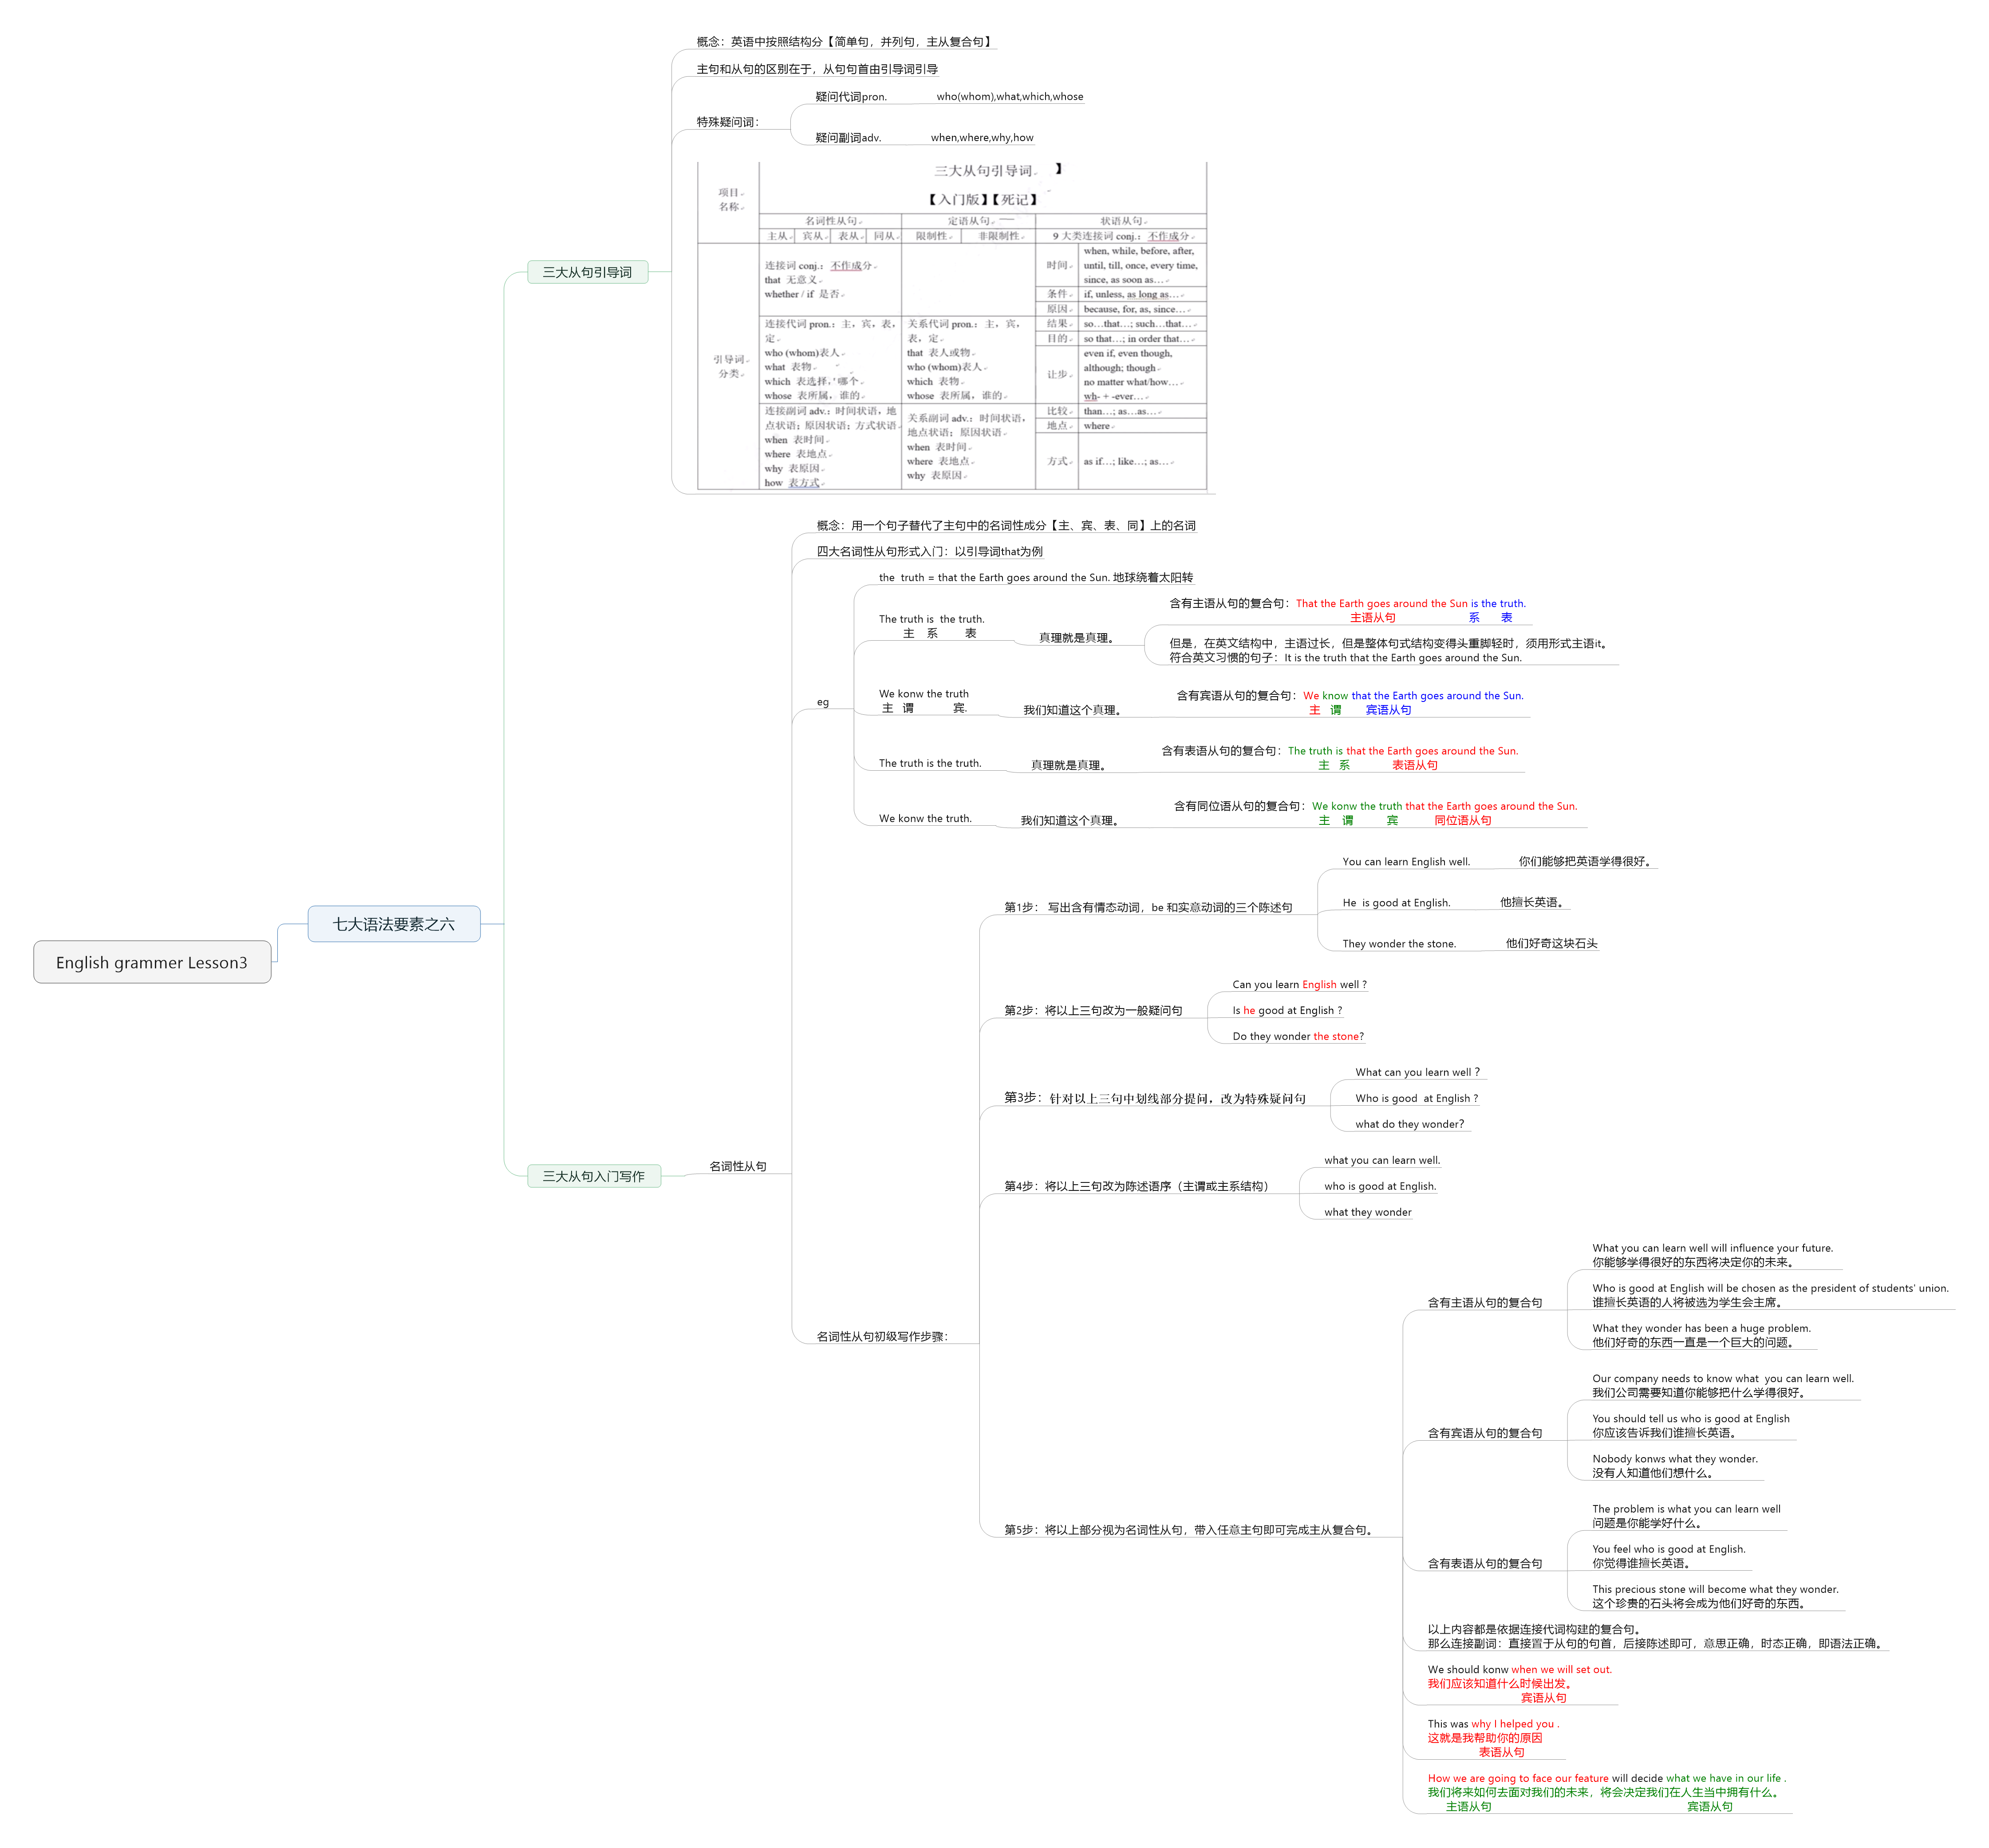 English grammer Lesson3
七大语法要素之六
三大从句引导词
概念：英语中按照结构分【简单句，并列句，主从复合句】
主句和从句的区别在于，从句句首由引导词引导
特殊疑问词：
疑问代词pron.
who(whom),what,which,whose
疑问副词adv.
when,where,why,how
项目
名称
三大从句引导词 】
【入门版】【死记】
名词性从句
定语从句
状语从句
主从
宾从
表从
同从
限制性
非限制性
9 大类连接词 conj.：不作成分
引导词
分类
连接词 conj.：不作成分
that 无意义
whether / if 是否
连接代词 pron.：主，宾，表，
定
who (whom)表人
what 表物
which 表选择，哪个
whose 表所属，谁的
关系代词 pron.：主，宾，
表，定
that 表人或物
who (whom)表人
which 表物
whose 表所属，谁的
连接副词 adv.：时间状语，地
点状语；原因状语；方式状语
when 表时间
where 表地点
why 表原因
how 表方式
关系副词 adv.：时间状语，
地点状语；原因状语
when 表时间
where 表地点
why 表原因
时间
when, while, before, after,
until, till, once, every time,
since, as soon as…
条件
if, unless, as long as…
原因
because, for, as, since…
结果
so…that…; such…that…
目的
so that…; in order that…
让步
even if, even though,
although; though
no matter what/how…
wh- + -ever…
比较
than…; as…as…
地点
where
方式
as if…; like…; as…
三大从句入门写作
名词性从句
概念：用一个句子替代了主句中的名词性成分【主、宾、表、同】上的名词
四大名词性从句形式入门：以引导词that为例
eg
the truth = that the Earth goes around the Sun. 地球绕着太阳转
The truth is the truth.
主 系 表
真理就是真理。
含有主语从句的复合句：That the Earth goes around the Sun is the truth.
主语从句 系 表
但是，在英文结构中，主语过长，但是整体句式结构变得头重脚轻时，须用形式主语it。
符合英文习惯的句子：It is the truth that the Earth goes around the Sun.
We konw the truth
主 谓 宾.
我们知道这个真理。
含有宾语从句的复合句：We know that the Earth goes around the Sun.
主 谓 宾语从句
The truth is the truth.
真理就是真理。
含有表语从句的复合句：The truth is that the Earth goes around the Sun.
主 系 表语从句
We konw the truth.
我们知道这个真理。
含有同位语从句的复合句：We konw the truth that the Earth goes around the Sun.
主 谓 宾 同位语从句
名词性从句初级写作步骤：
第1步： 写出含有情态动词，be 和实意动词的三个陈述句
You can learn English well.
你们能够把英语学得很好。
He is good at English.
他擅长英语。
They wonder the stone.
他们好奇这块石头
第2步：将以上三句改为一般疑问句
Can you learn English well ?
Is he good at English ?
Do they wonder the stone?
第3步：针对以上三句中划线部分提问，改为特殊疑问句
What can you learn well ?
Who is good at English ?
what do they wonder?
第4步：将以上三句改为陈述语序（主谓或主系结构）
what you can learn well.
who is good at English.
what they wonder
第5步：将以上部分视为名词性从句，带入任意主句即可完成主从复合句。
含有主语从句的复合句
What you can learn well will influence your future.
你能够学得很好的东西将决定你的未来。
Who is good at English will be chosen as the president of students' union.
谁擅长英语的人将被选为学生会主席。
What they wonder has been a huge problem.
他们好奇的东西一直是一个巨大的问题。
含有宾语从句的复合句
Our company needs to know what you can learn well.
我们公司需要知道你能够把什么学得很好。
You should tell us who is good at English
你应该告诉我们谁擅长英语。
Nobody konws what they wonder.
没有人知道他们想什么。
含有表语从句的复合句
The problem is what you can learn well
问题是你能学好什么。
You feel who is good at English.
你觉得谁擅长英语。
This precious stone will become what they wonder.
这个珍贵的石头将会成为他们好奇的东西。
以上内容都是依据连接代词构建的复合句。
那么连接副词：直接置于从句的句首，后接陈述即可，意思正确，时态正确，即语法正确。
We should konw when we will set out.
我们应该知道什么时候出发。
宾语从句
This was why I helped you .
这就是我帮助你的原因
表语从句
How we are going to face our feature will decide what we have in our life .
我们将来如何去面对我们的未来，将会决定我们在人生当中拥有什么。
主语从句 宾语从句